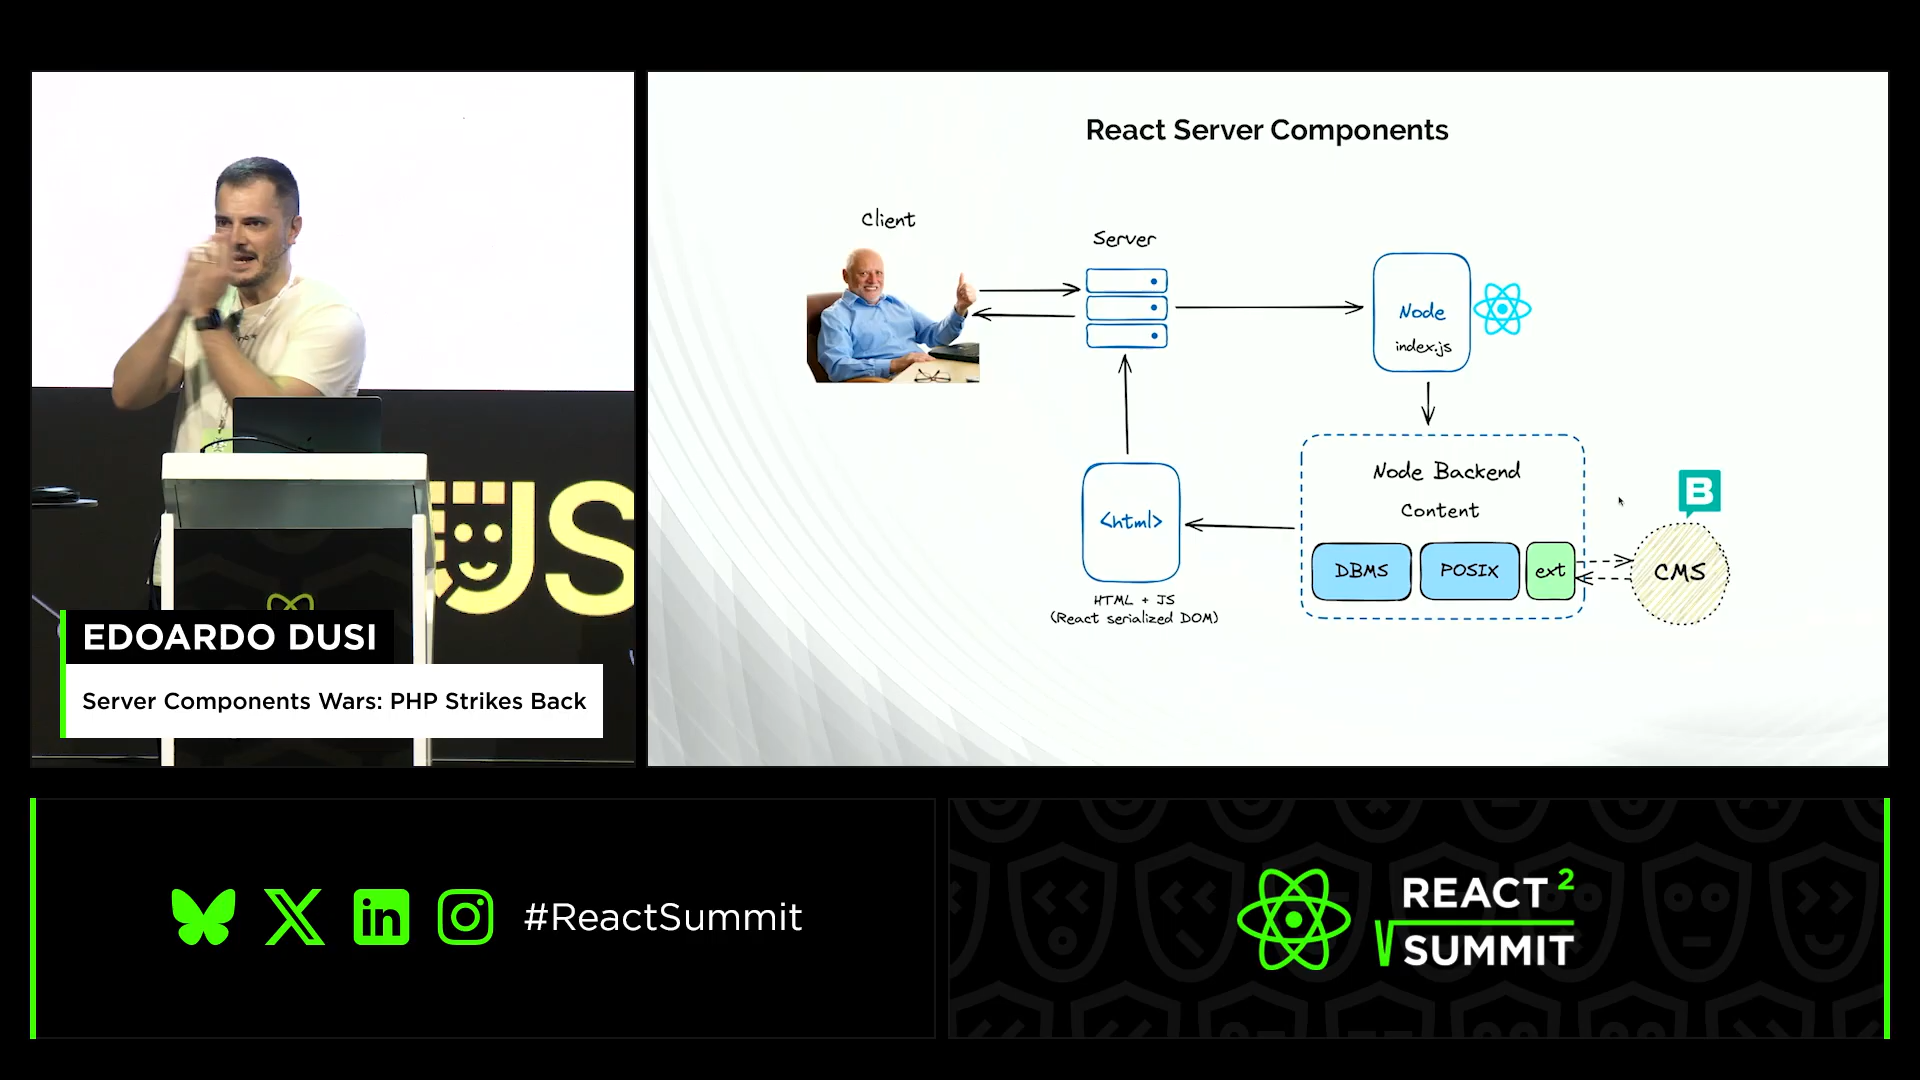 React Server Components
Client
Server
Node
index.js
Node Backend
Content
DBMS
POSIX
ext
B
CMS
<html>
HTML + JS
(React serialized DOM)
JS
EDOARDO DUSI
Server Components Wars: PHP Strikes Back
#ReactSummit
REACT 2
SUMMIT